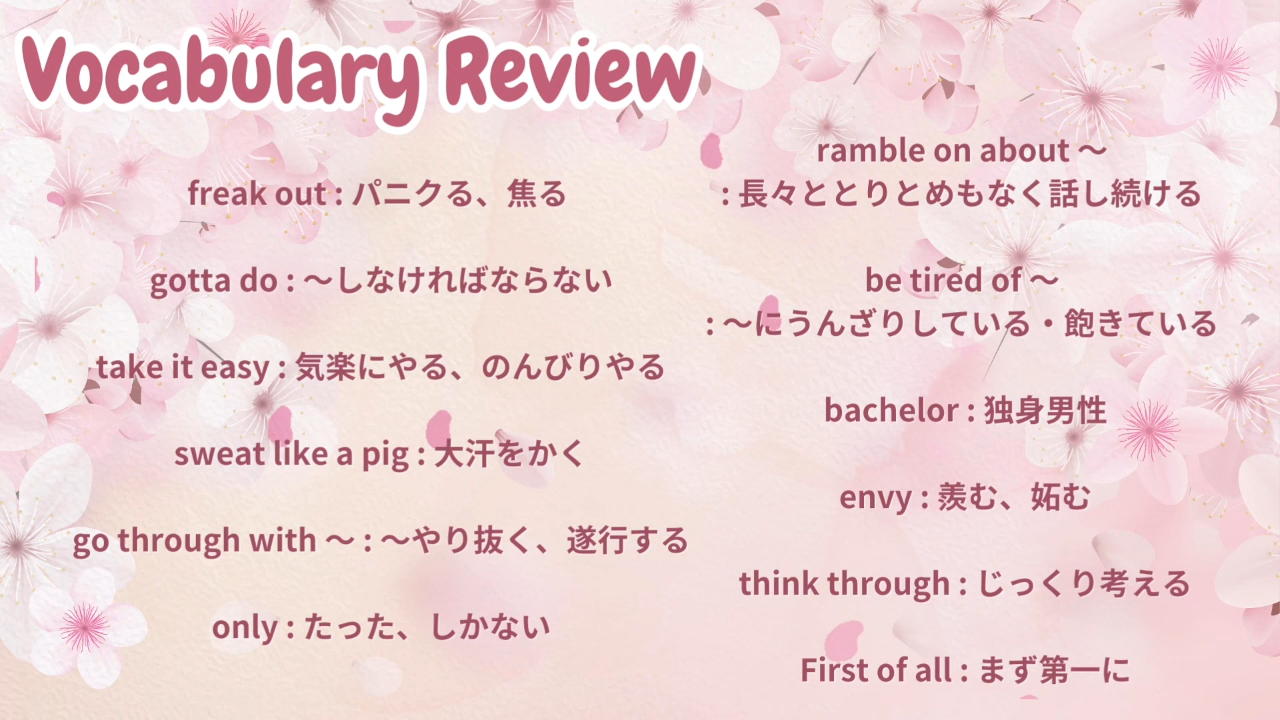 Vocabulary Review
freak out : パニクる、焦る
gotta do : ～しなければならない
take it easy : 気楽にやる、のんびりやる
sweat like a pig : 大汗をかく
go through with ～ : ～やり抜く、遂行する
only : たった、しかない
ramble on about ～
: 長々ととりとめもなく話し続ける
be tired of ～
: ～にうんざりしている・飽きている
bachelor : 独身男性
envy : 羨む、妬む
think through : じっくり考える
First of all : まず第一に